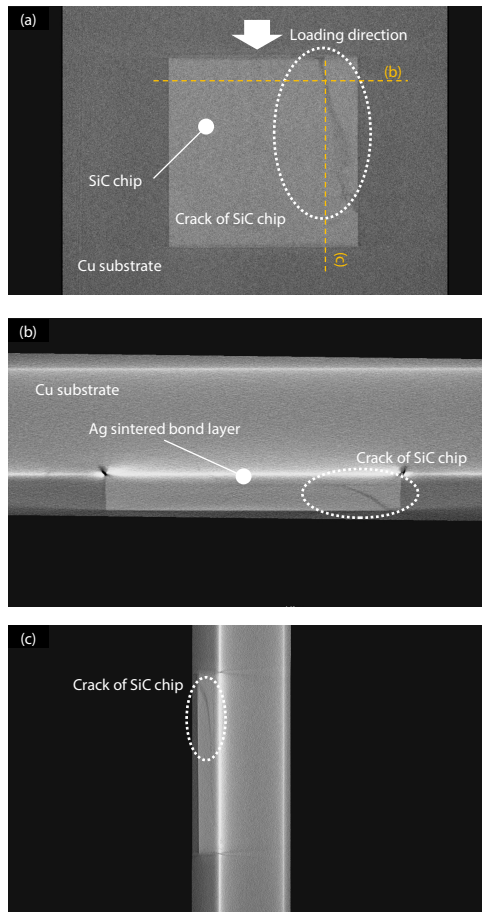 (a)
Loading direction
(b)
SiC chip
Crack of SiC chip
Cu substrate
(c)
(b)
Cu substrate
Ag sintered bond layer
Crack of SiC chip
(c)
Crack of SiC chip